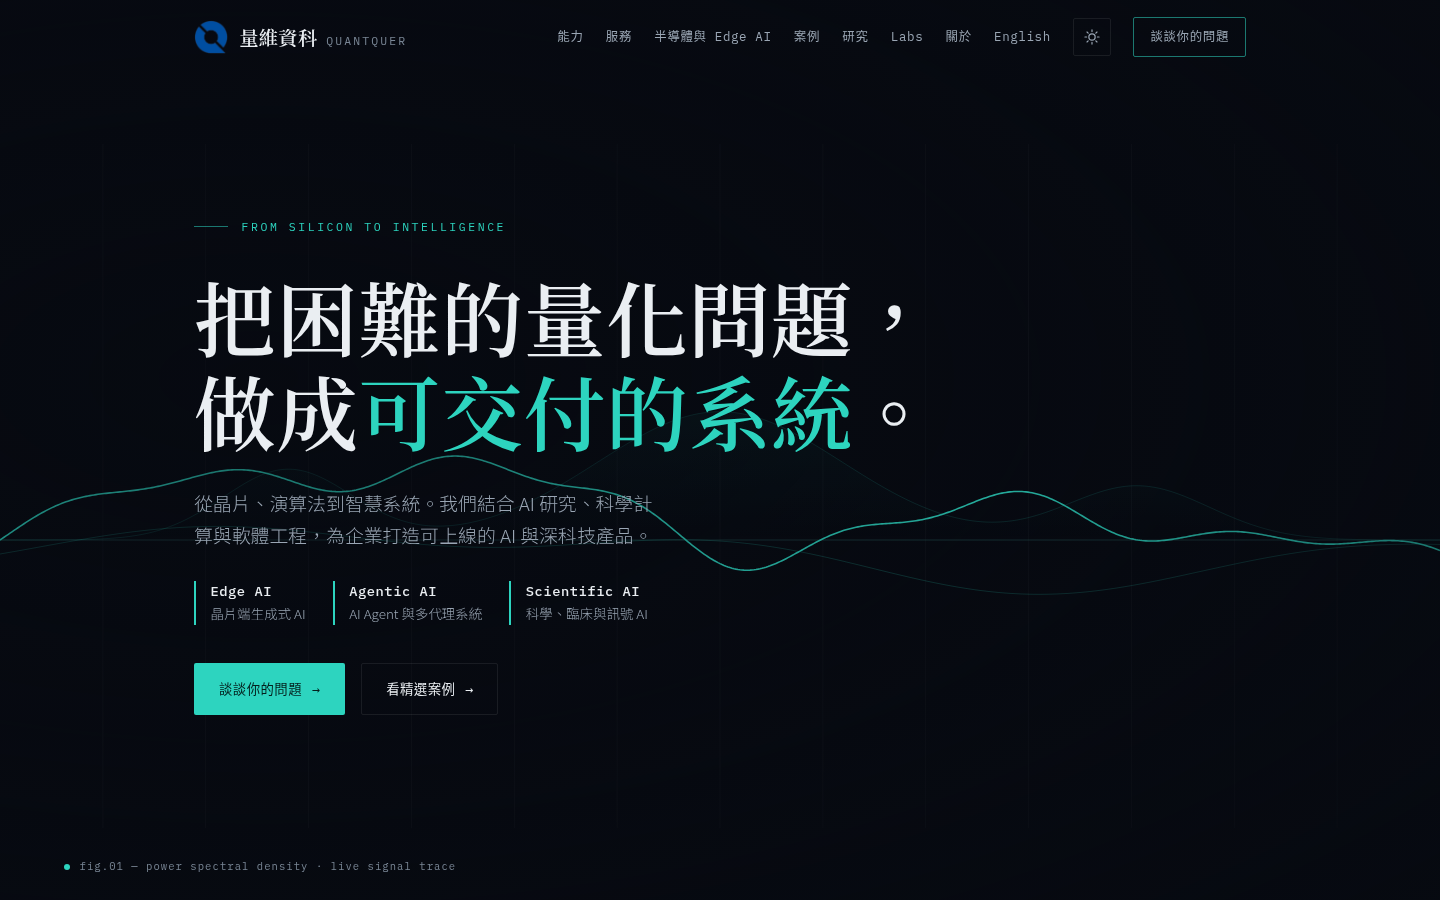 量維資科 QUANTQUER
能力 服務 半導體與 Edge AI 案例 研究 Labs 關於 English 談談你的問題
FROM SILICON TO INTELLIGENCE
把困難的量化問題，
做成可交付的系統。
從晶片、演算法到智慧系統。我們結合 AI 研究、科學計
算與軟體工程，為企業打造可上線的 AI 與深科技產品。
Edge AI Agentic AI Scientific AI
晶片端生成式 AI AI Agent 與多代理系統 科學、臨床與訊號 AI
談談你的問題 → 看精選案例 →
fig.01 — power spectral density · live signal trace